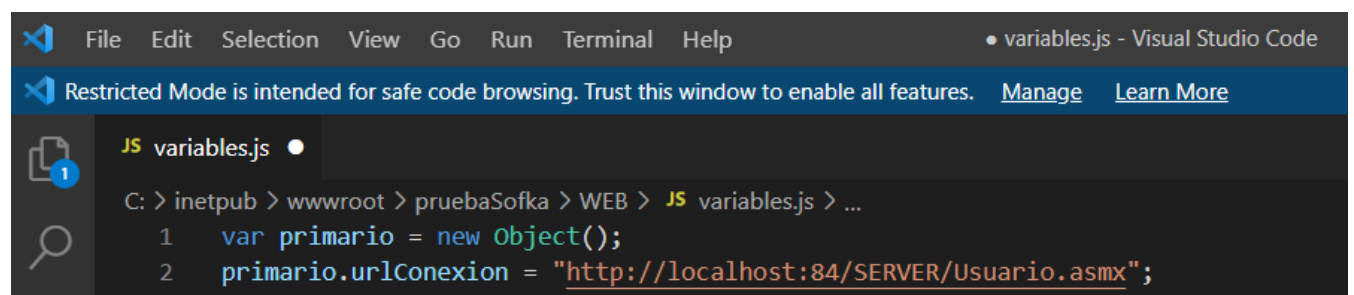 File Edit Selection View Go Run Terminal Help ● variables.js - Visual Studio Code
Restricted Mode is intended for safe code browsing. Trust this window to enable all features. Manage Learn More
JS variables.js ●
1
C: > inetpub > wwwroot > pruebaSofka > WEB > JS variables.js > ...
1 var primario = new Object();
2 primario.urlConexion = "http://localhost:84/SERVER/Usuario.asmx";